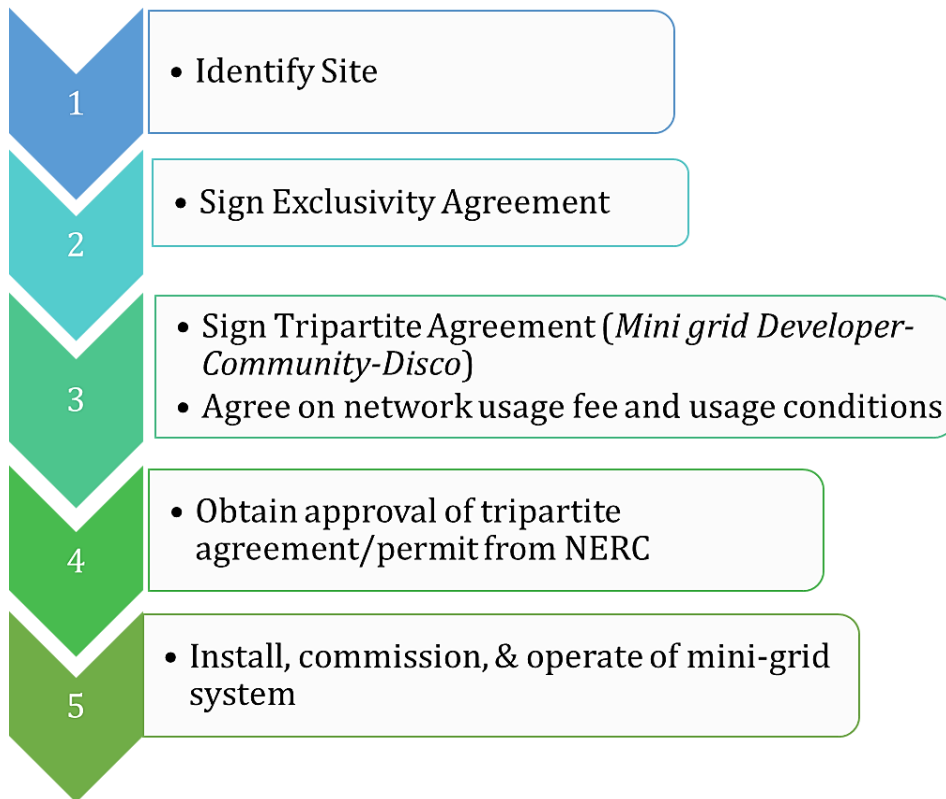 1
• Identify Site
2
• Sign Exclusivity Agreement
3
• Sign Tripartite Agreement (Mini grid Developer-
Community-Disco)
• Agree on network usage fee and usage conditions
4
• Obtain approval of tripartite
agreement/permit from NERC
5
• Install, commission, & operate of mini-grid
system